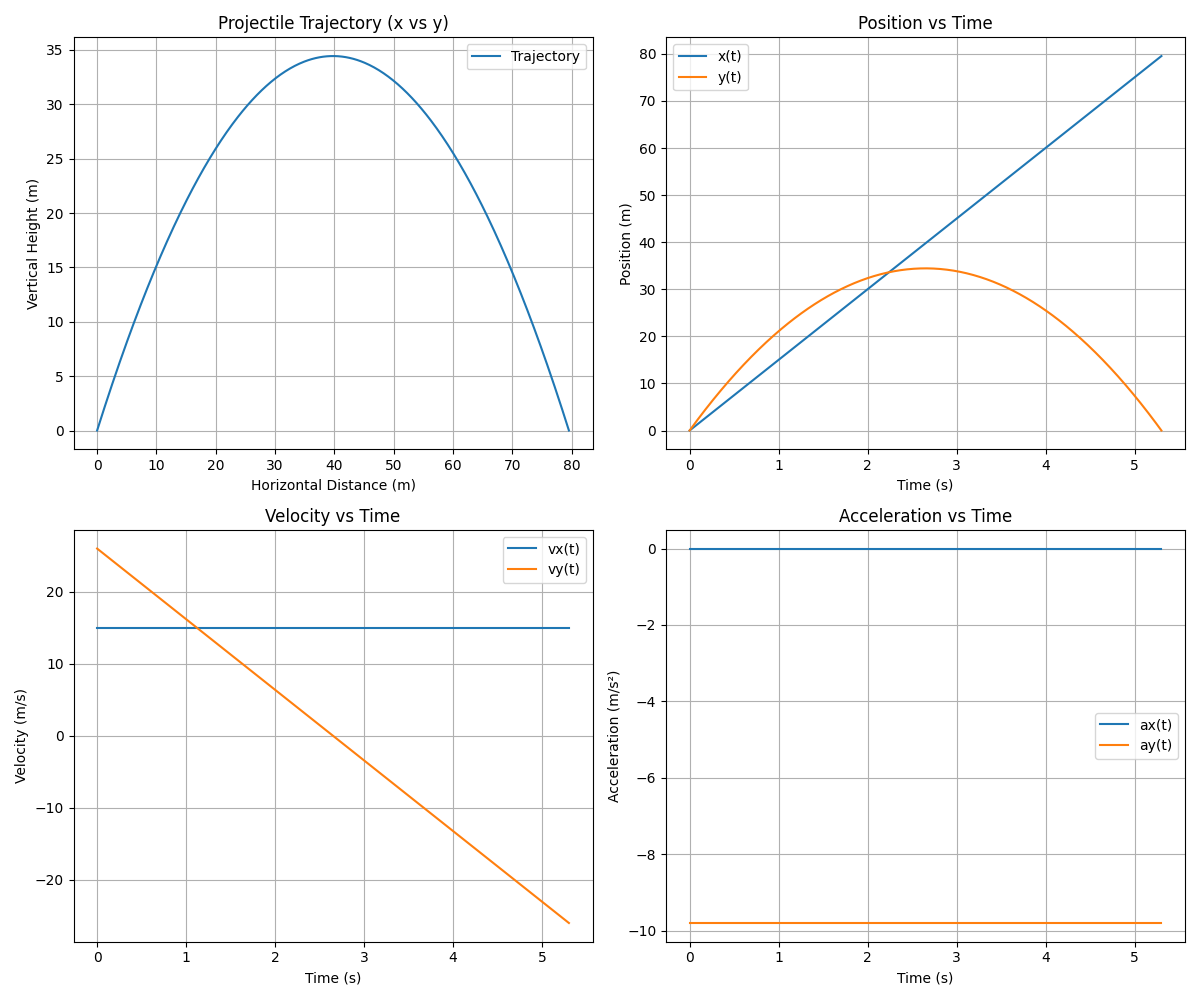 Projectile Trajectory (x vs y)
Trajectory
35
30
25
20
15
10
5
0
Vertical Height (m)
0 10 20 30 40 50 60 70 80
Horizontal Distance (m)
Position vs Time
x(t)
y(t)
80
70
60
50
40
30
20
10
0
Position (m)
0 1 2 3 4 5
Time (s)
Velocity vs Time
vx(t)
vy(t)
20
10
0
−10
−20
Velocity (m/s)
0 1 2 3 4 5
Time (s)
Acceleration vs Time
0
−2
−4
−6
−8
−10
Acceleration (m/s²)
ax(t)
ay(t)
0 1 2 3 4 5
Time (s)